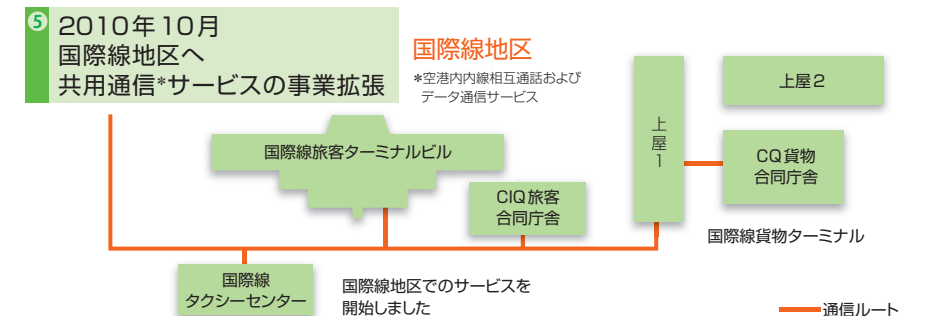 5 2010年10月
国際線地区へ
共用通信*サービスの事業拡張
国際線地区
*空港内内線相互通話および
データ通信サービス
国際線旅客ターミナルビル
CIQ旅客
合同庁舎
上屋1
上屋2
CQ貨物
合同庁舎
国際線貨物ターミナル
国際線
タクシーセンター
国際線地区でのサービスを
開始しました
通信ルート